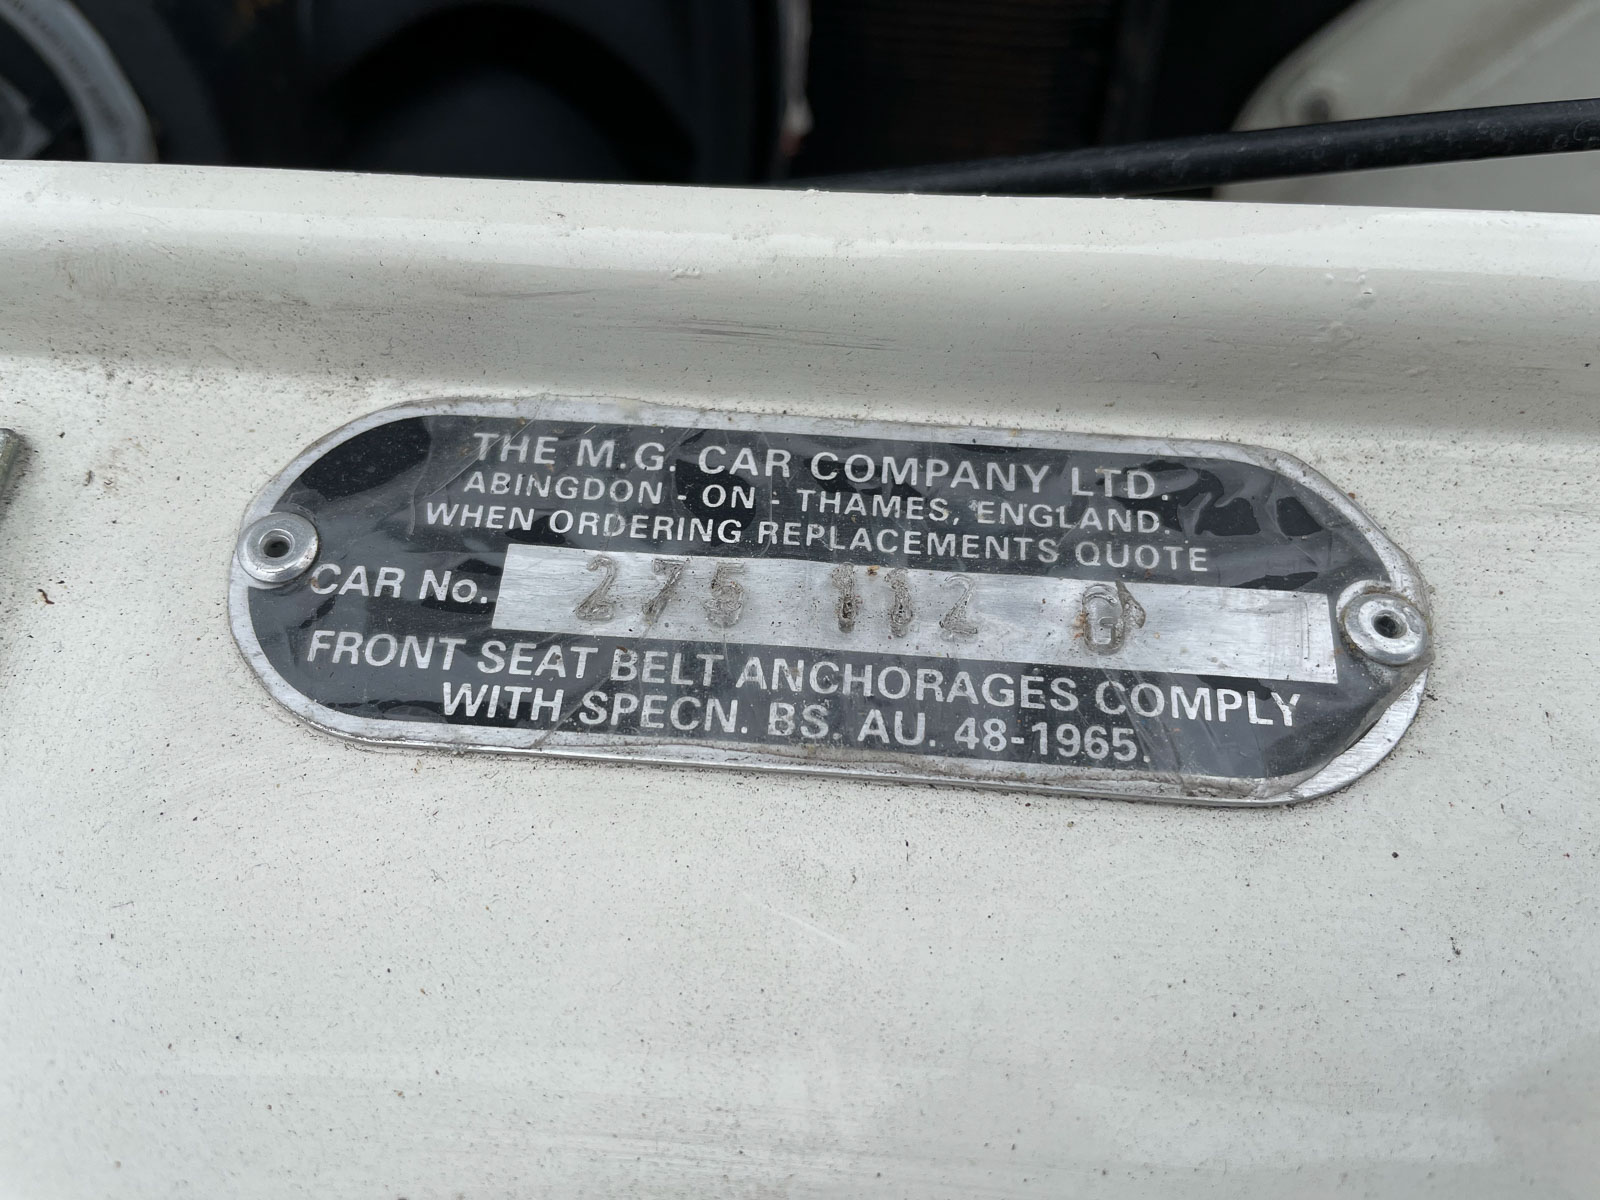 THE M.G. CAR COMPANY LTD.
ABINGDON - ON - THAMES, ENGLAND.
WHEN ORDERING REPLACEMENTS QUOTE
CAR No. 275 112 G
FRONT SEAT BELT ANCHORAGES COMPLY
WITH SPECN. BS. AU. 48-1965.